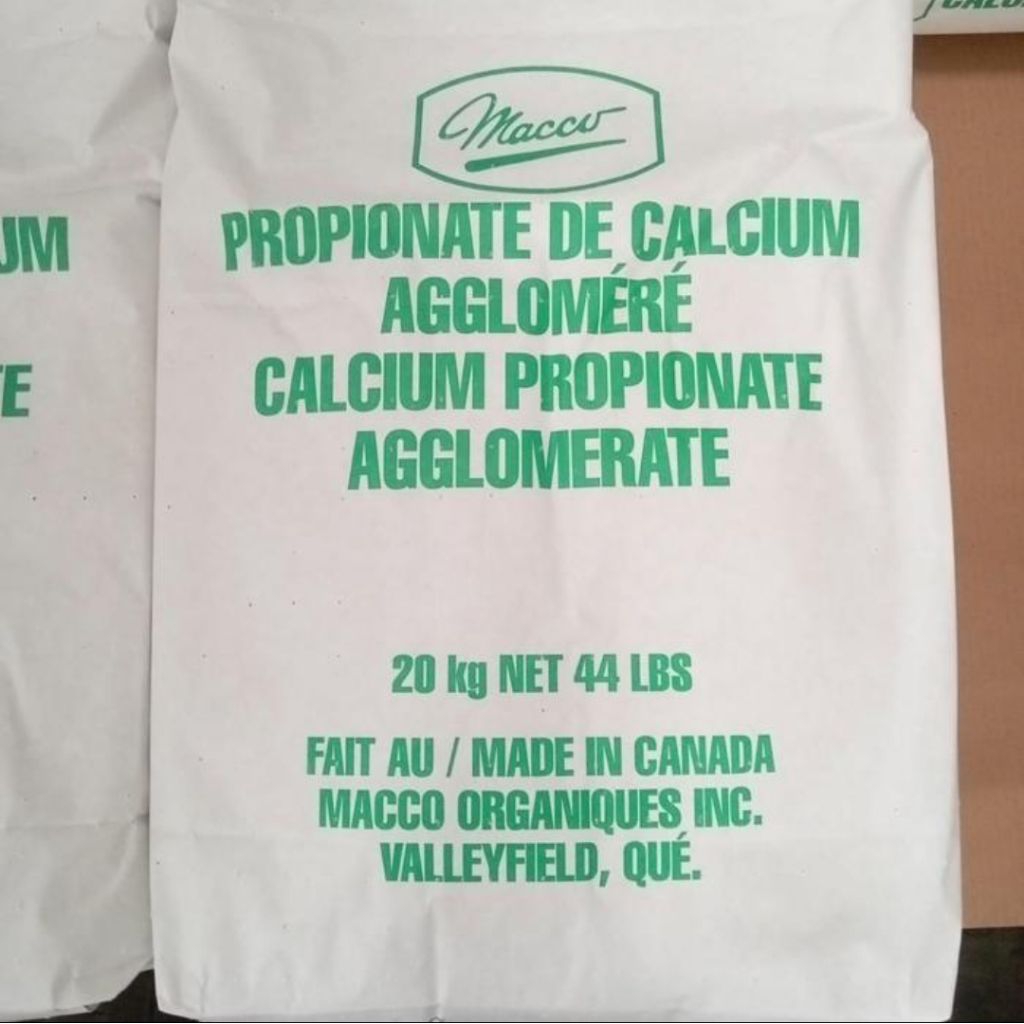 Macco
PROPIONATE DE CALCIUM
AGGLOMÉRÉ
CALCIUM PROPIONATE
AGGLOMERATE
20 kg NET 44 LBS
FAIT AU / MADE IN CANADA
MACCO ORGANIQUES INC.
VALLEYFIELD, QUÉ.